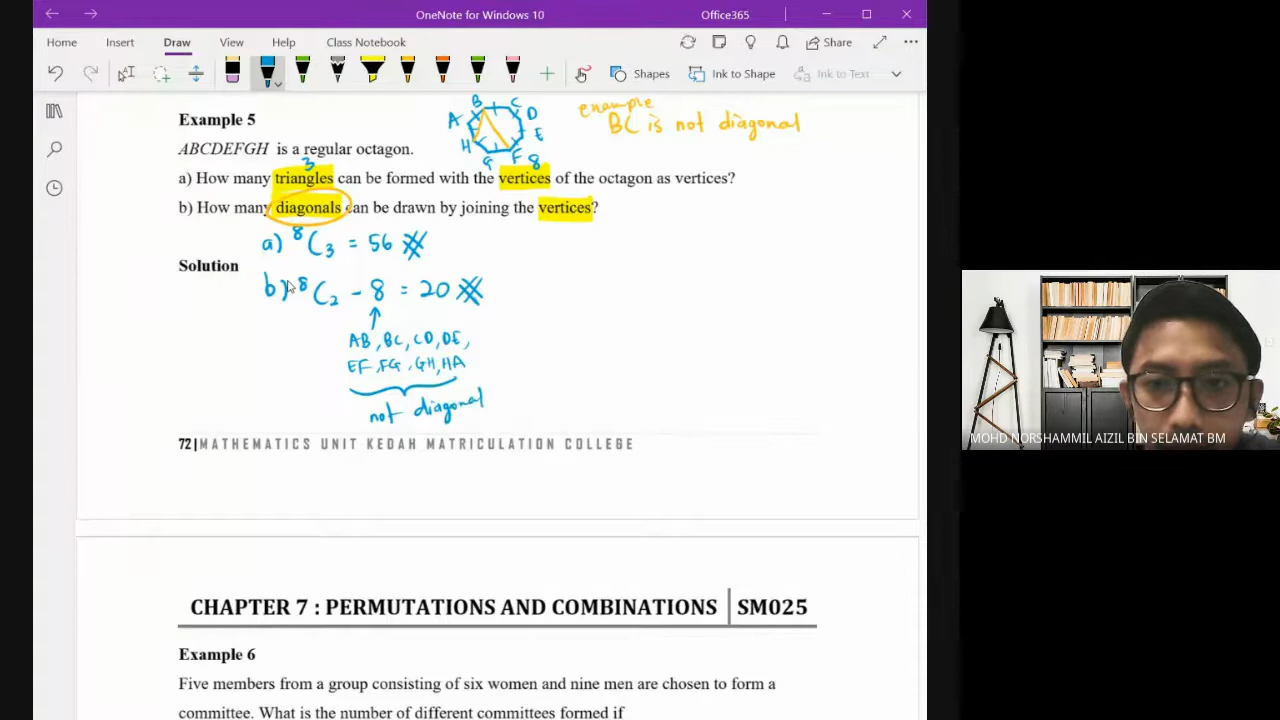 OneNote for Windows 10
Office365
Home Insert Draw View Help Class Notebook
Share
Shapes Ink to Shape Ink to Text
Example 5
ABCDEFGH is a regular octagon.
A B C D E F G H
example
BC is not diagonal
3 8
a) How many triangles can be formed with the vertices of the octagon as vertices?
b) How many diagonals can be drawn by joining the vertices?
a) ⁸C₃ = 56
Solution
b) ⁸C₂ - 8 = 20
AB, BC, CD, DE,
EF, FG, GH, HA
not diagonal
72|MATHEMATICS UNIT KEDAH MATRICULATION COLLEGE
CHAPTER 7 : PERMUTATIONS AND COMBINATIONS SM025
Example 6
Five members from a group consisting of six women and nine men are chosen to form a
committee. What is the number of different committees formed if
MOHD NORSHAMMIL AIZIL BIN SELAMAT BM